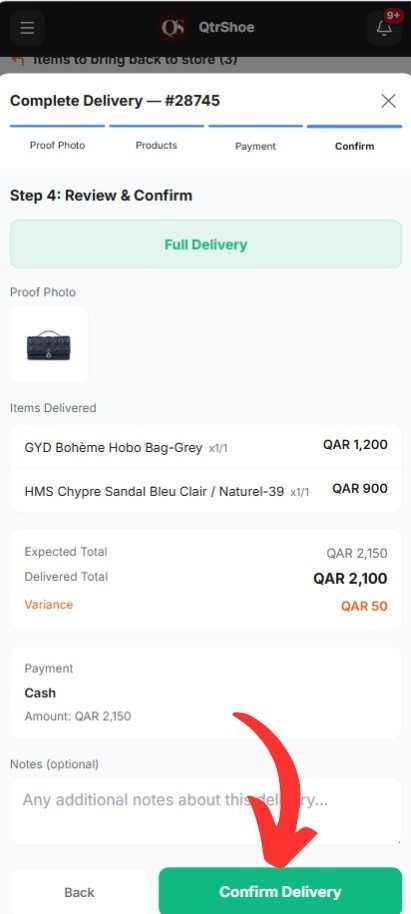 QS QtrShoe 9+
Items to bring back to store (3)
Complete Delivery — #28745
Proof Photo Products Payment Confirm
Step 4: Review & Confirm
Full Delivery
Proof Photo
Items Delivered
GYD Bohème Hobo Bag-Grey x1/1 QAR 1,200
HMS Chypre Sandal Bleu Clair / Naturel-39 x1/1 QAR 900
Expected Total QAR 2,150
Delivered Total QAR 2,100
Variance QAR 50
Payment
Cash
Amount: QAR 2,150
Notes (optional)
Any additional notes about this delivery...
Back Confirm Delivery